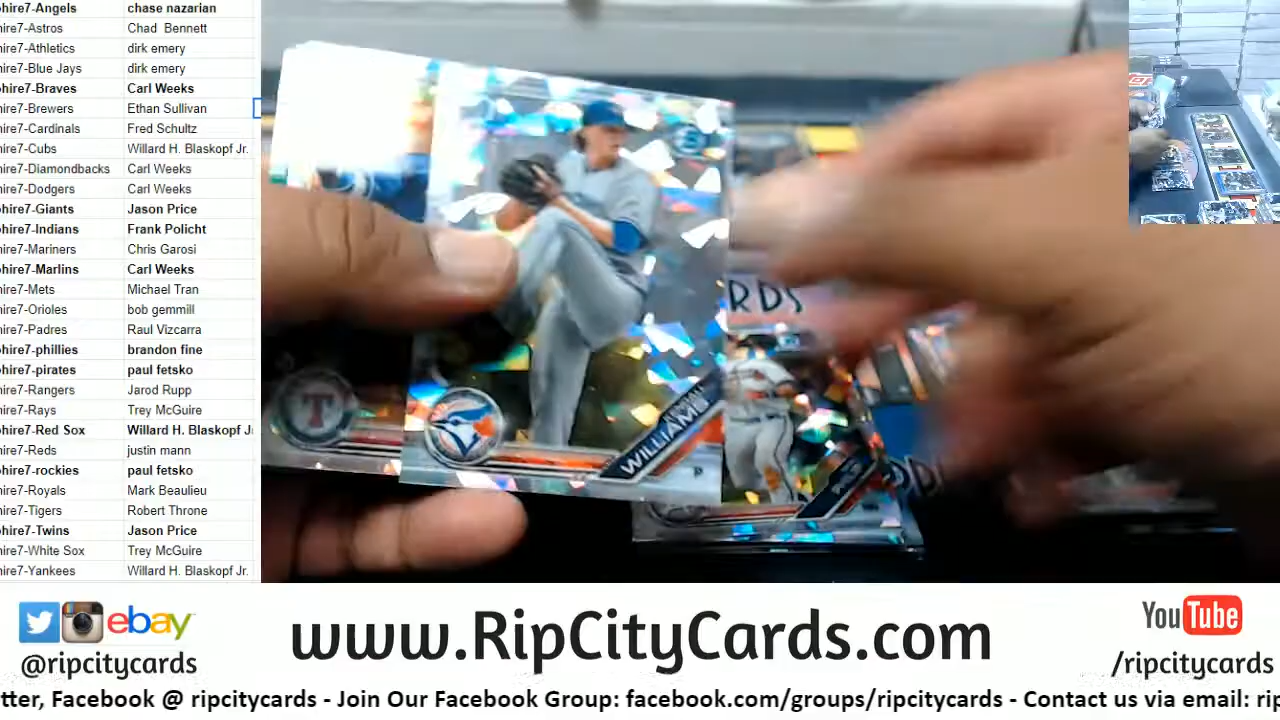 hire7-Angels chase nazarian
hire7-Astros Chad Bennett
hire7-Athletics dirk emery
hire7-Blue Jays dirk emery
hire7-Braves Carl Weeks
hire7-Brewers Ethan Sullivan
hire7-Cardinals Fred Schultz
hire7-Cubs Willard H. Blaskopf Jr.
hire7-Diamondbacks Carl Weeks
hire7-Dodgers Carl Weeks
hire7-Giants Jason Price
hire7-Indians Frank Policht
hire7-Mariners Chris Garosi
hire7-Marlins Carl Weeks
hire7-Mets Michael Tran
hire7-Orioles bob gemmill
hire7-Padres Raul Vizcarra
hire7-phillies brandon fine
hire7-pirates paul fetsko
hire7-Rangers Jarod Rupp
hire7-Rays Trey McGuire
hire7-Red Sox Willard H. Blaskopf J
hire7-Reds justin mann
hire7-rockies paul fetsko
hire7-Royals Mark Beaulieu
hire7-Tigers Robert Throne
hire7-Twins Jason Price
hire7-White Sox Trey McGuire
hire7-Yankees Willard H. Blaskopf Jr.
RDS
T
WILLIAMS
P
ebay
@ripcitycards
www.RipCityCards.com
YouTube
/ripcitycards
tter, Facebook @ ripcitycards - Join Our Facebook Group: facebook.com/groups/ripcitycards - Contact us via email: rip